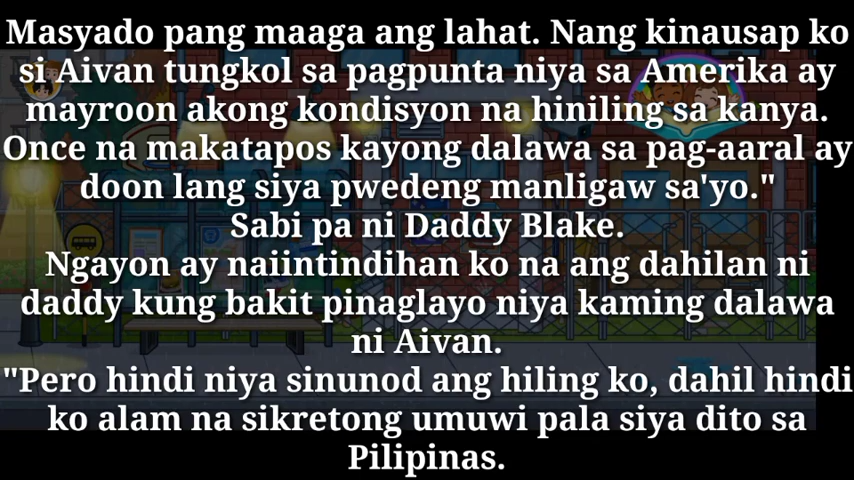 Masyado pang maaga ang lahat. Nang kinausap ko
si Aivan tungkol sa pagpunta niya sa Amerika ay
mayroon akong kondisyon na hiniling sa kanya.
Once na makatapos kayong dalawa sa pag-aaral ay
doon lang siya pwedeng manligaw sa'yo."
Sabi pa ni Daddy Blake.
Ngayon ay naiintindihan ko na ang dahilan ni
daddy kung bakit pinaglayo niya kaming dalawa
ni Aivan.
"Pero hindi niya sinunod ang hiling ko, dahil hindi
ko alam na sikretong umuwi pala siya dito sa
Pilipinas.